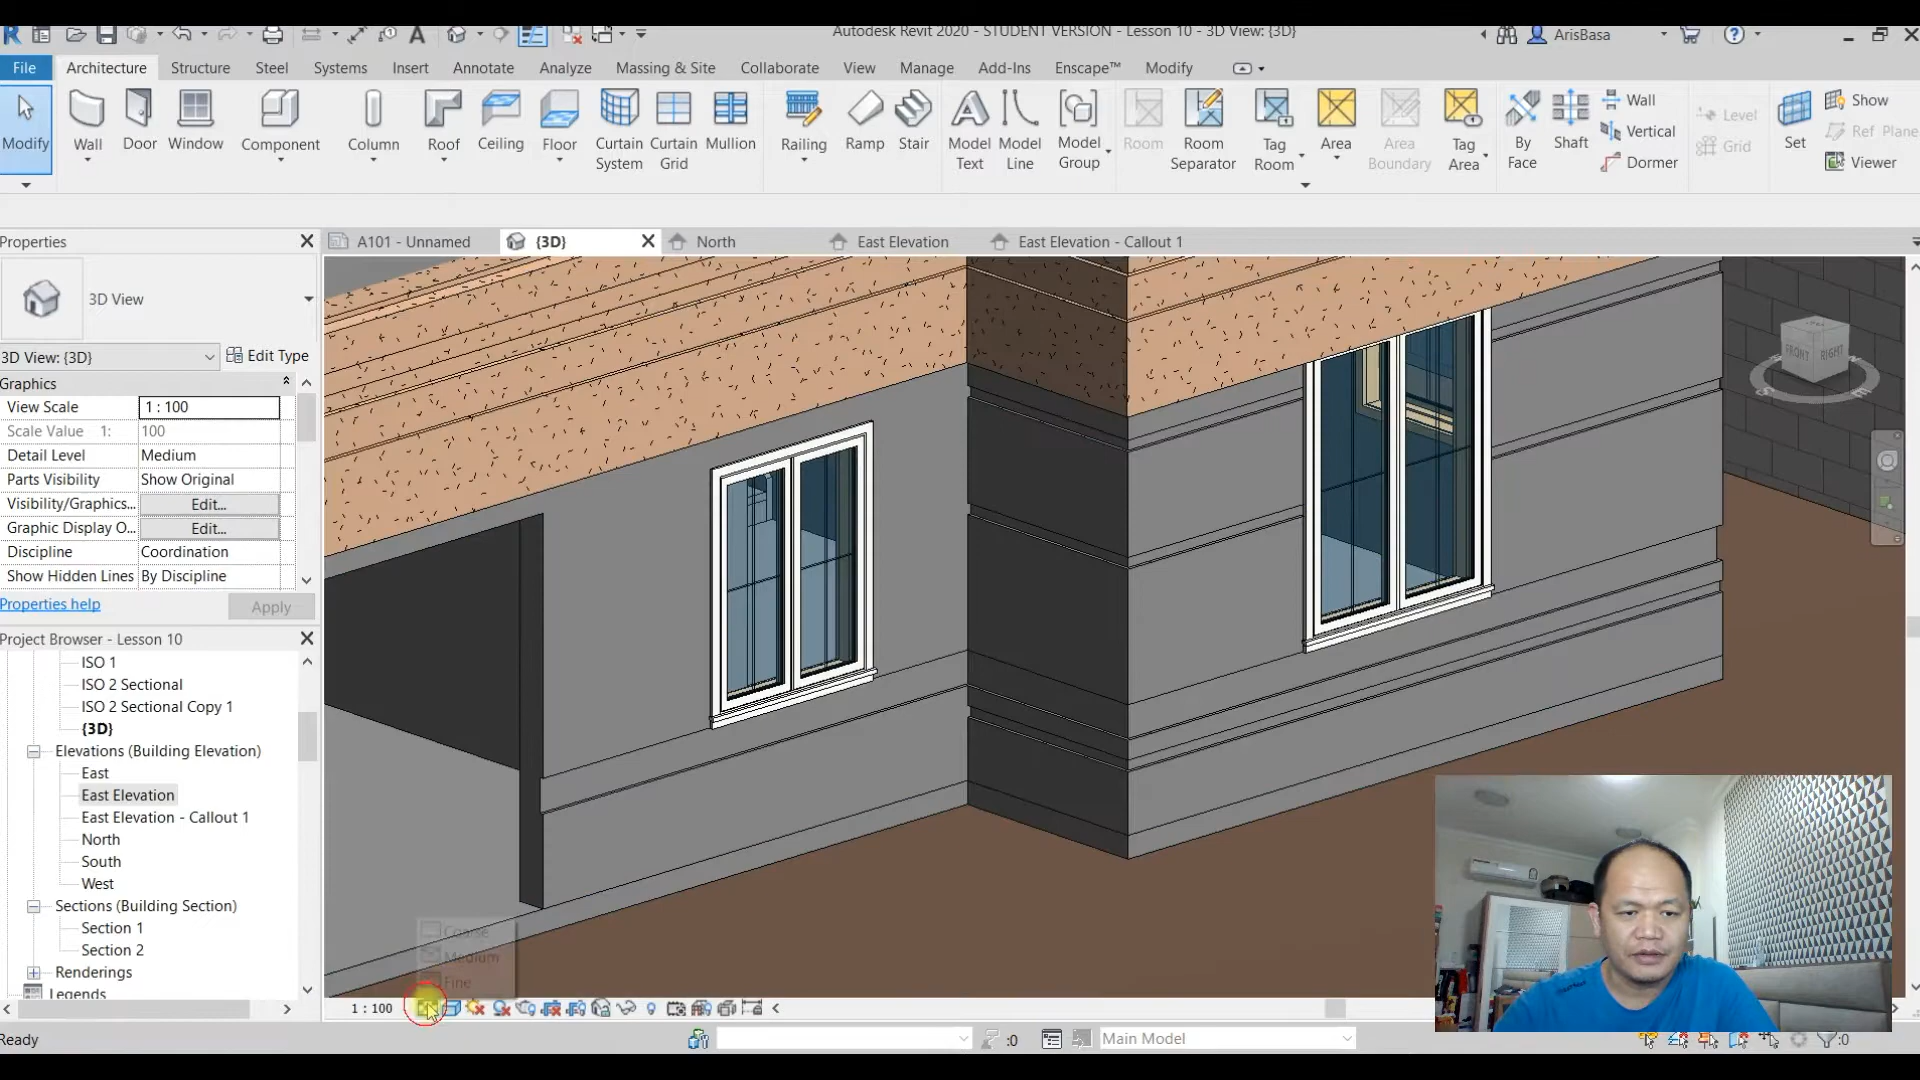 Autodesk Revit 2020 - STUDENT VERSION - Lesson 10 - 3D View: {3D}
ArisBasa
File
Architecture
Structure
Steel
Systems
Insert
Annotate
Analyze
Massing & Site
Collaborate
View
Manage
Add-Ins
Enscape™
Modify
Modify
Wall
Door
Window
Component
Column
Roof
Ceiling
Floor
Curtain System
Curtain Grid
Mullion
Railing
Ramp
Stair
Model Text
Model Line
Model Group
Room
Room Separator
Tag Room
Area
Area Boundary
Tag Area
By Face
Shaft
Wall
Vertical
Dormer
Level
Grid
Set
Show
Ref Plane
Viewer
Properties
A101 - Unnamed
{3D}
North
East Elevation
East Elevation - Callout 1
3D View
3D View: {3D}
Edit Type
Graphics
View Scale 1 : 100
Scale Value 1: 100
Detail Level Medium
Parts Visibility Show Original
Visibility/Graphics... Edit...
Graphic Display O... Edit...
Discipline Coordination
Show Hidden Lines By Discipline
Properties help
Apply
Project Browser - Lesson 10
ISO 1
ISO 2 Sectional
ISO 2 Sectional Copy 1
{3D}
Elevations (Building Elevation)
East
East Elevation
East Elevation - Callout 1
North
South
West
Sections (Building Section)
Section 1
Section 2
Renderings
Legends
FRONT
RIGHT
Coarse
Medium
Fine
1 : 100
Ready
:0
Main Model
:0